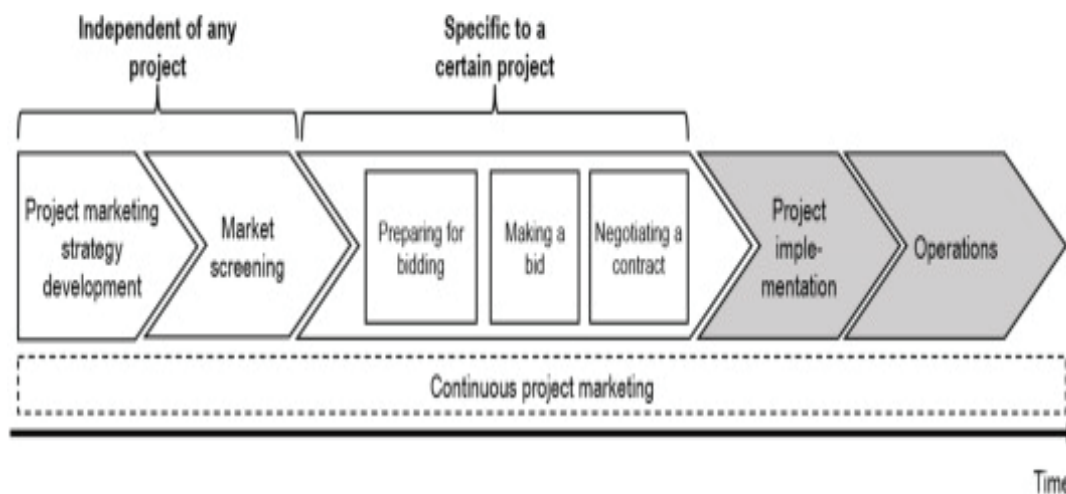 Independent of any
project
Specific to a
certain project
Project marketing
strategy
development
Market
screening
Preparing for
bidding
Making a
bid
Negotiating a
contract
Project
imple-
mentation
Operations
Continuous project marketing
Time